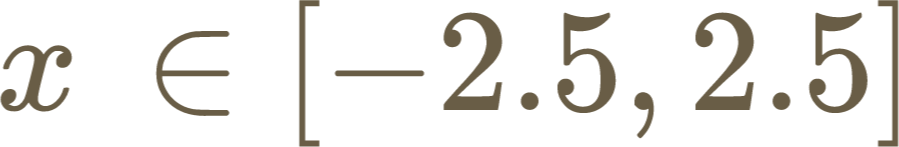 x ∈ [−2.5, 2.5]